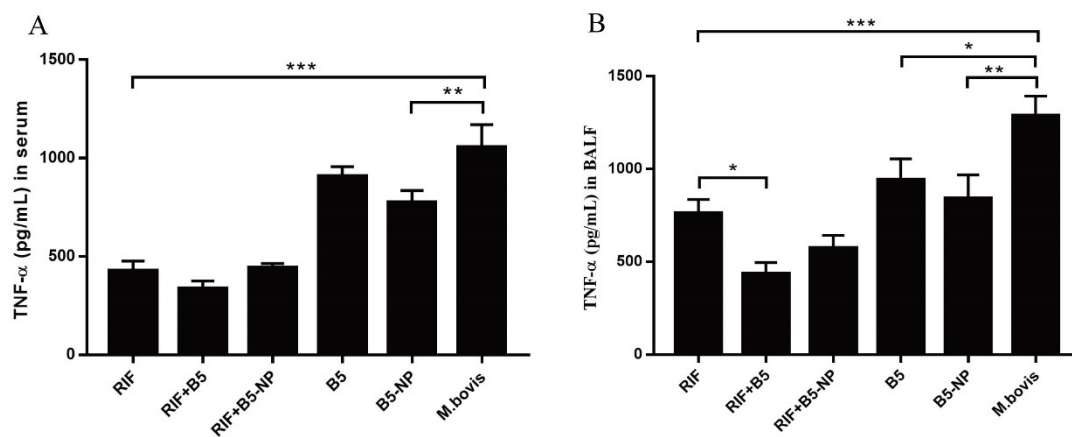 A
TNF-α (pg/mL) in serum
1500
1000
500
0
***
**
RIF
RIF+B5
RIF+B5-NP
B5
B5-NP
M.bovis
B
TNF-α (pg/mL) in BALF
1500
1000
500
0
***
*
**
*
RIF
RIF+B5
RIF+B5-NP
B5
B5-NP
M.bovis